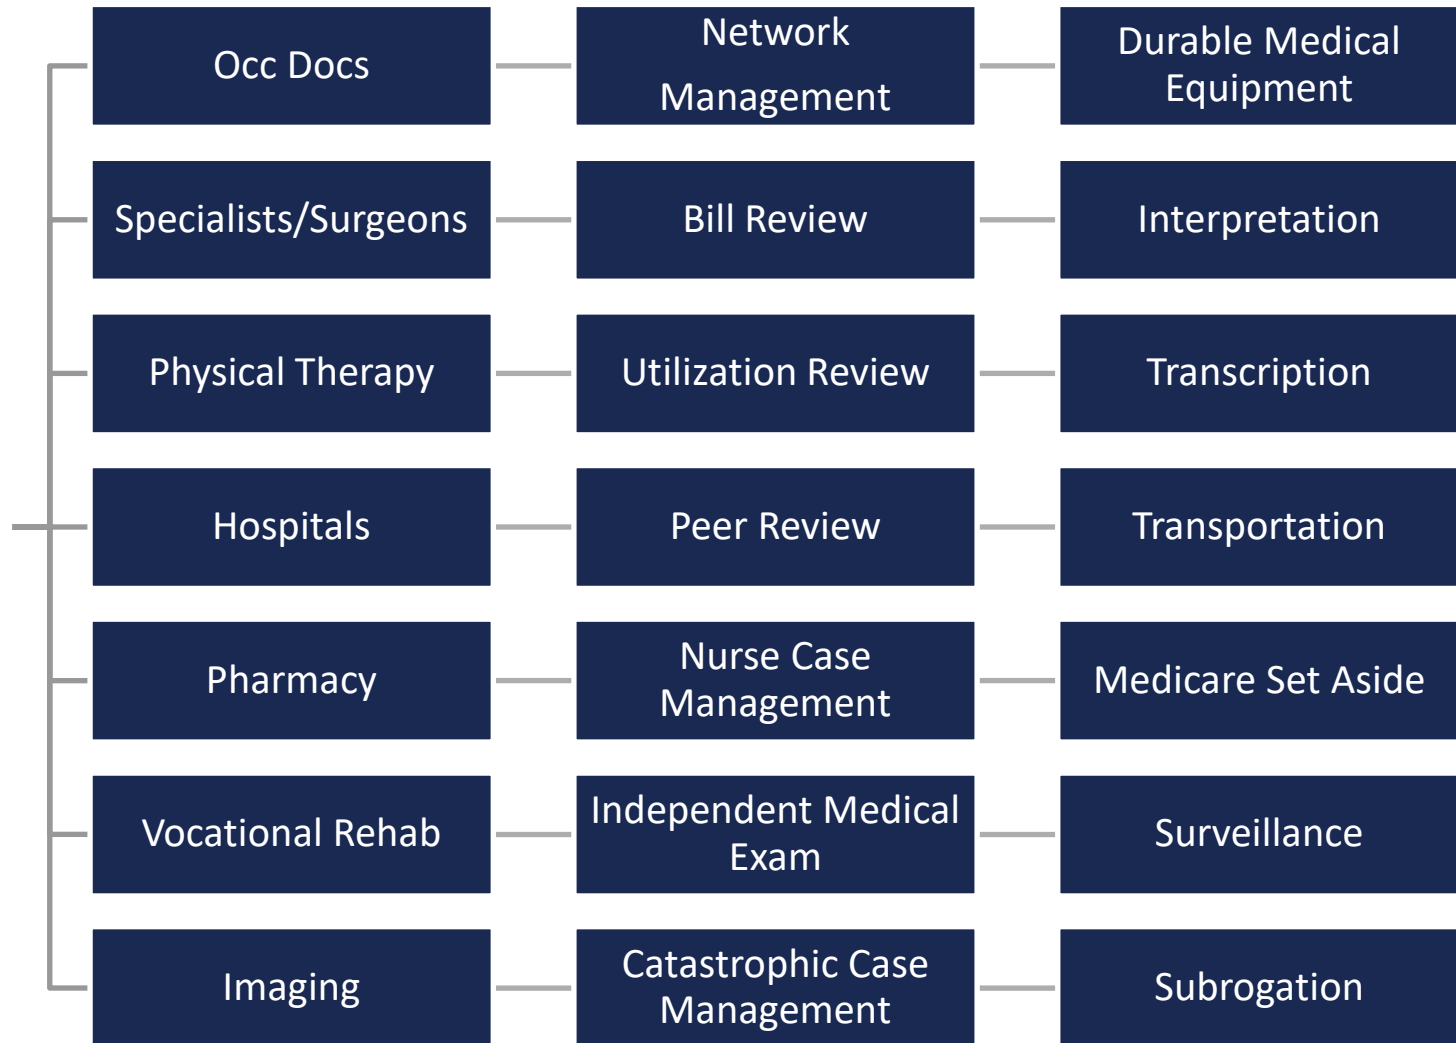 Occ Docs
Network
Management
Durable Medical
Equipment
Specialists/Surgeons
Bill Review
Interpretation
Physical Therapy
Utilization Review
Transcription
Hospitals
Peer Review
Transportation
Pharmacy
Nurse Case
Management
Medicare Set Aside
Vocational Rehab
Independent Medical
Exam
Surveillance
Imaging
Catastrophic Case
Management
Subrogation